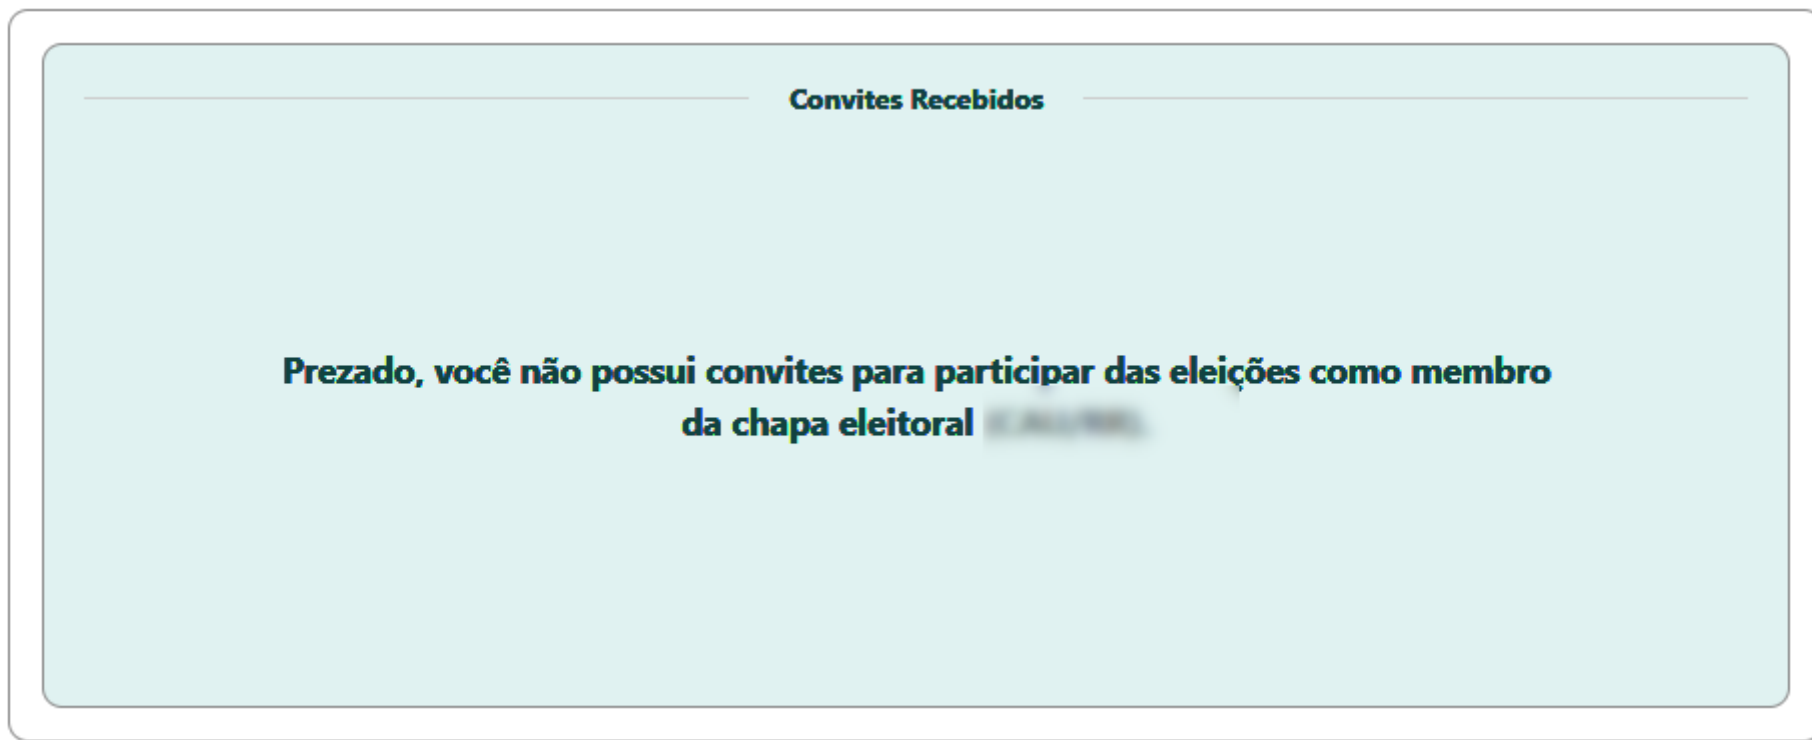 Convites Recebidos
Prezado, você não possui convites para participar das eleições como membro
da chapa eleitoral